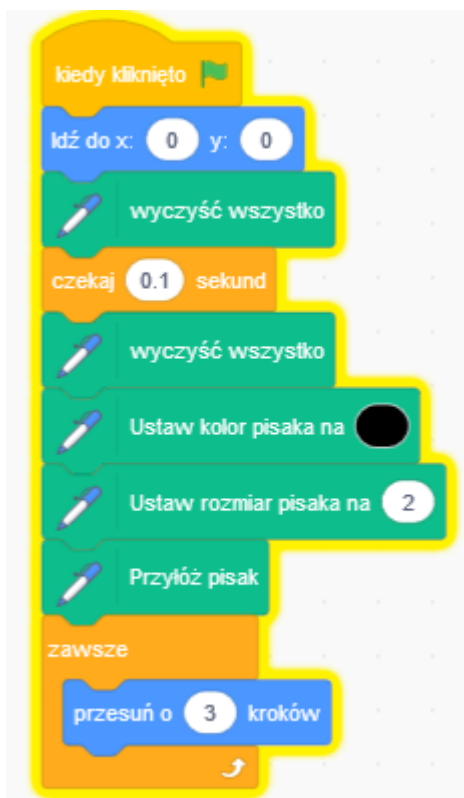 kiedy kliknięto
Idź do x: 0 y: 0
wyczyść wszystko
czekaj 0.1 sekund
wyczyść wszystko
Ustaw kolor pisaka na
Ustaw rozmiar pisaka na 2
Przyłóż pisak
zawsze
przesuń o 3 kroków